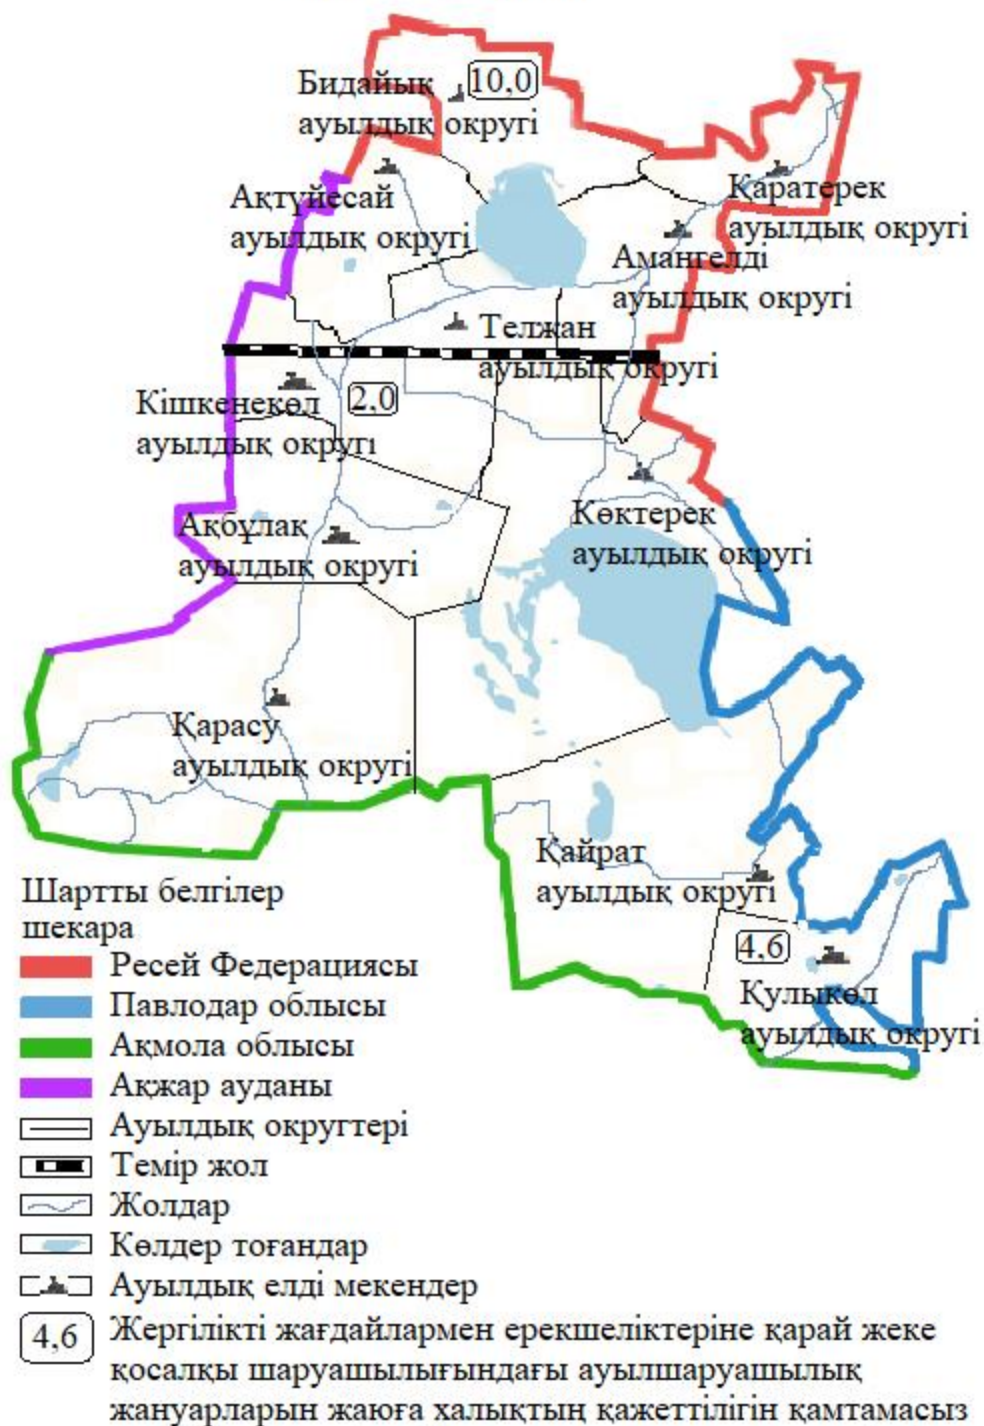 Бидайық
10,0
ауылдық округі
Ақтүйесай
ауылдық округі
Қаратерек
ауылдық округі
Амангелді
ауылдық округі
Телжан
ауылдық округі
Кішкенекөл
2,0
ауылдық округі
Ақбұлақ
ауылдық округі
Көктерек
ауылдық округі
Қарасу
ауылдық округі
Қайрат
ауылдық округі
4,6
Қулыкөл
ауылдық округі
Шартты белгілер
шекара
Ресей Федерациясы
Павлодар облысы
Ақмола облысы
Ақжар ауданы
Ауылдық округтері
Темір жол
Жолдар
Көлдер тоғандар
Ауылдық елді мекендер
4,6 Жергілікті жағдайлармен ерекшеліктеріне қарай жеке
қосалқы шаруашылығындағы ауылшаруашылық
жануарларын жаюға халықтың қажеттілігін қамтамасыз